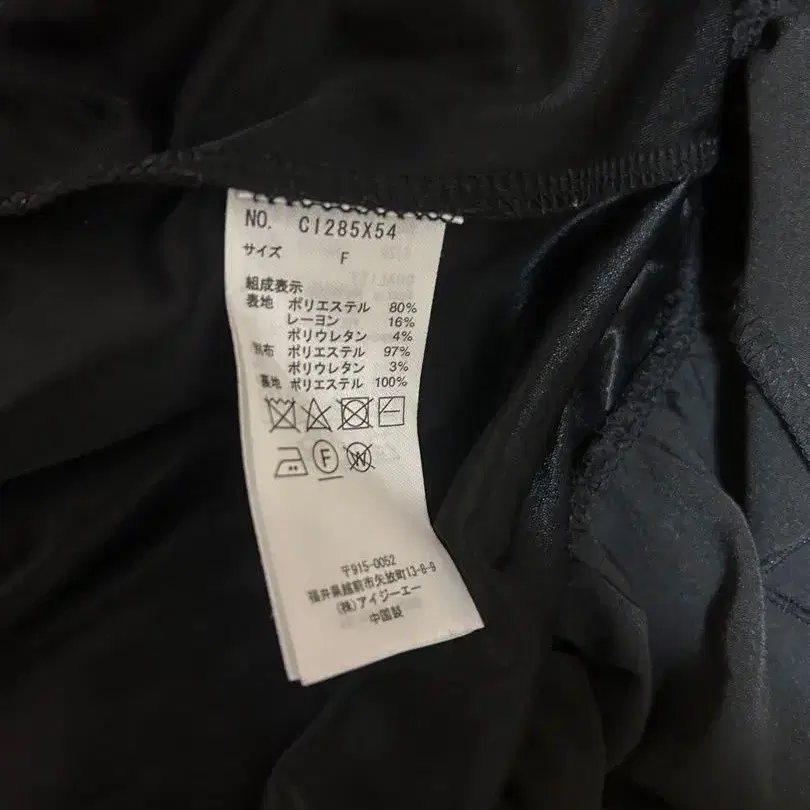 NO. CI285X54
サイズ F
組成表示
表地 ポリエステル 80%
レーヨン 16%
ポリウレタン 4%
別布 ポリエステル 97%
ポリウレタン 3%
裏地 ポリエステル 100%
F W
〒915-0052
福井県越前市矢放町13-8-9
(株)アイジーエー
中国製